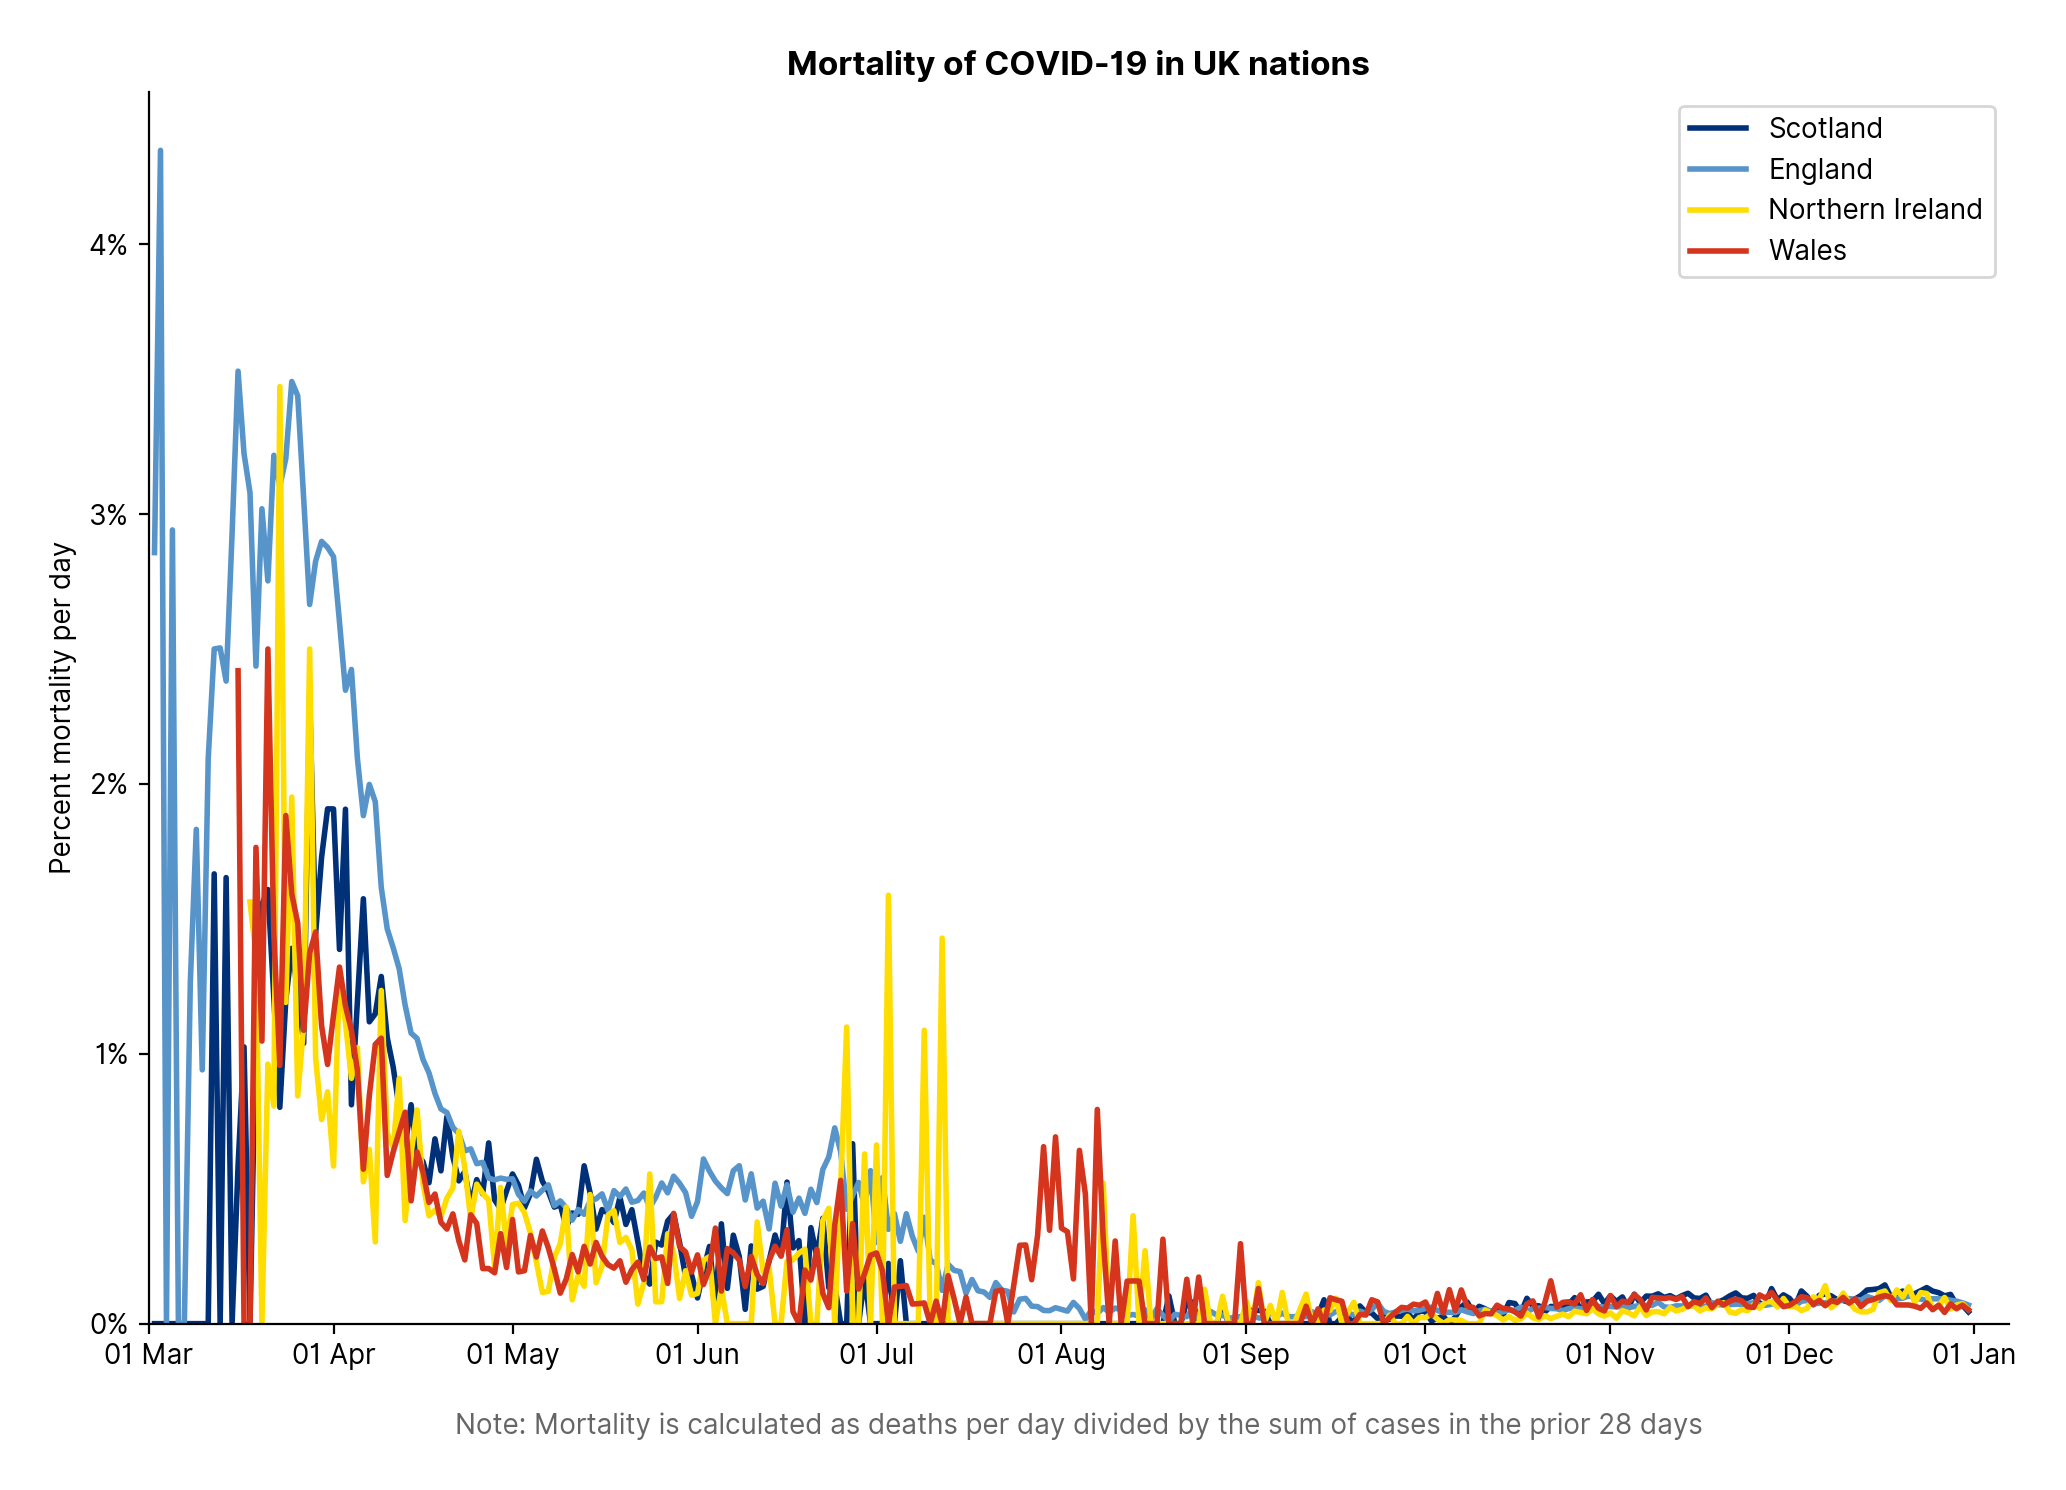 Mortality of COVID-19 in UK nations
Scotland
England
Northern Ireland
Wales
4%
3%
2%
1%
0%
Percent mortality per day
01 Mar
01 Apr
01 May
01 Jun
01 Jul
01 Aug
01 Sep
01 Oct
01 Nov
01 Dec
01 Jan
Note: Mortality is calculated as deaths per day divided by the sum of cases in the prior 28 days